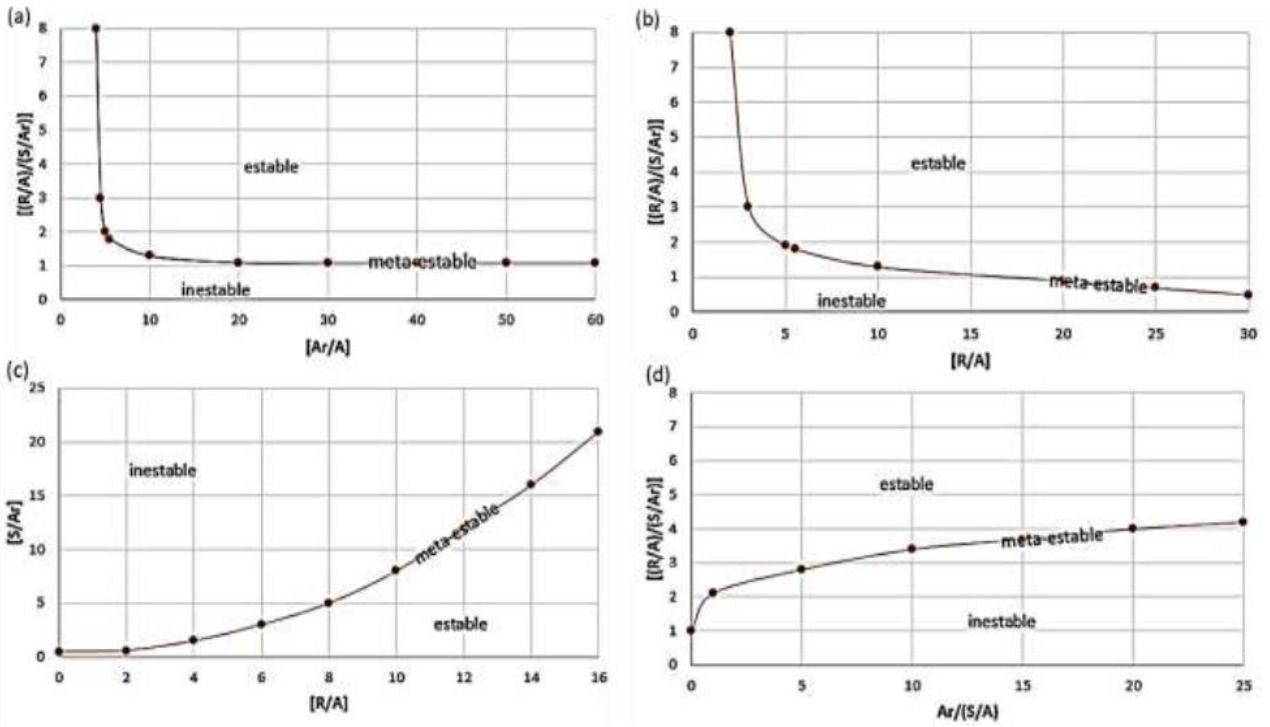 (a)
[(R/A)/(S/Ar)]
8
7
6
5
4
3
2
1
0
estable
meta-estable
inestable
0 10 20 30 40 50 60
[Ar/A]
(b)
[(R/A)/(S/Ar)]
8
7
6
5
4
3
2
1
0
estable
meta-estable
inestable
0 5 10 15 20 25 30
[R/A]
(c)
[S/Ar]
25
20
15
10
5
0
inestable
meta-estable
estable
0 2 4 6 8 10 12 14 16
[R/A]
(d)
[(R/A)/(S/Ar)]
8
7
6
5
4
3
2
1
0
estable
meta-estable
inestable
0 5 10 15 20 25
Ar/(S/A)